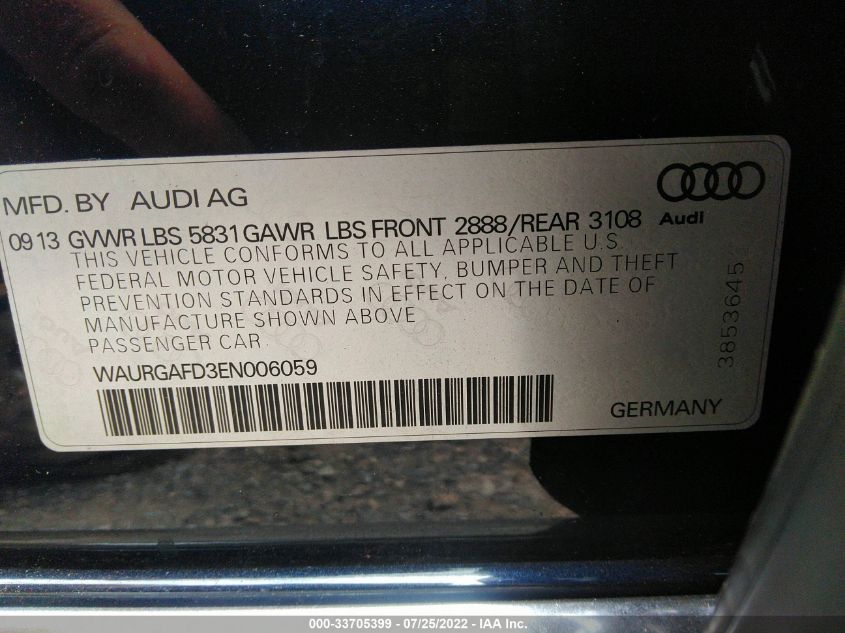 MFD. BY AUDI AG
Audi
09 13 GVWR LBS 5831 GAWR LBS FRONT 2888/REAR 3108
THIS VEHICLE CONFORMS TO ALL APPLICABLE U.S.
FEDERAL MOTOR VEHICLE SAFETY, BUMPER AND THEFT
PREVENTION STANDARDS IN EFFECT ON THE DATE OF
MANUFACTURE SHOWN ABOVE
PASSENGER CAR
WAURGAFD3EN006059
3853645
GERMANY
000-33705399 - 07/25/2022 - IAA Inc.